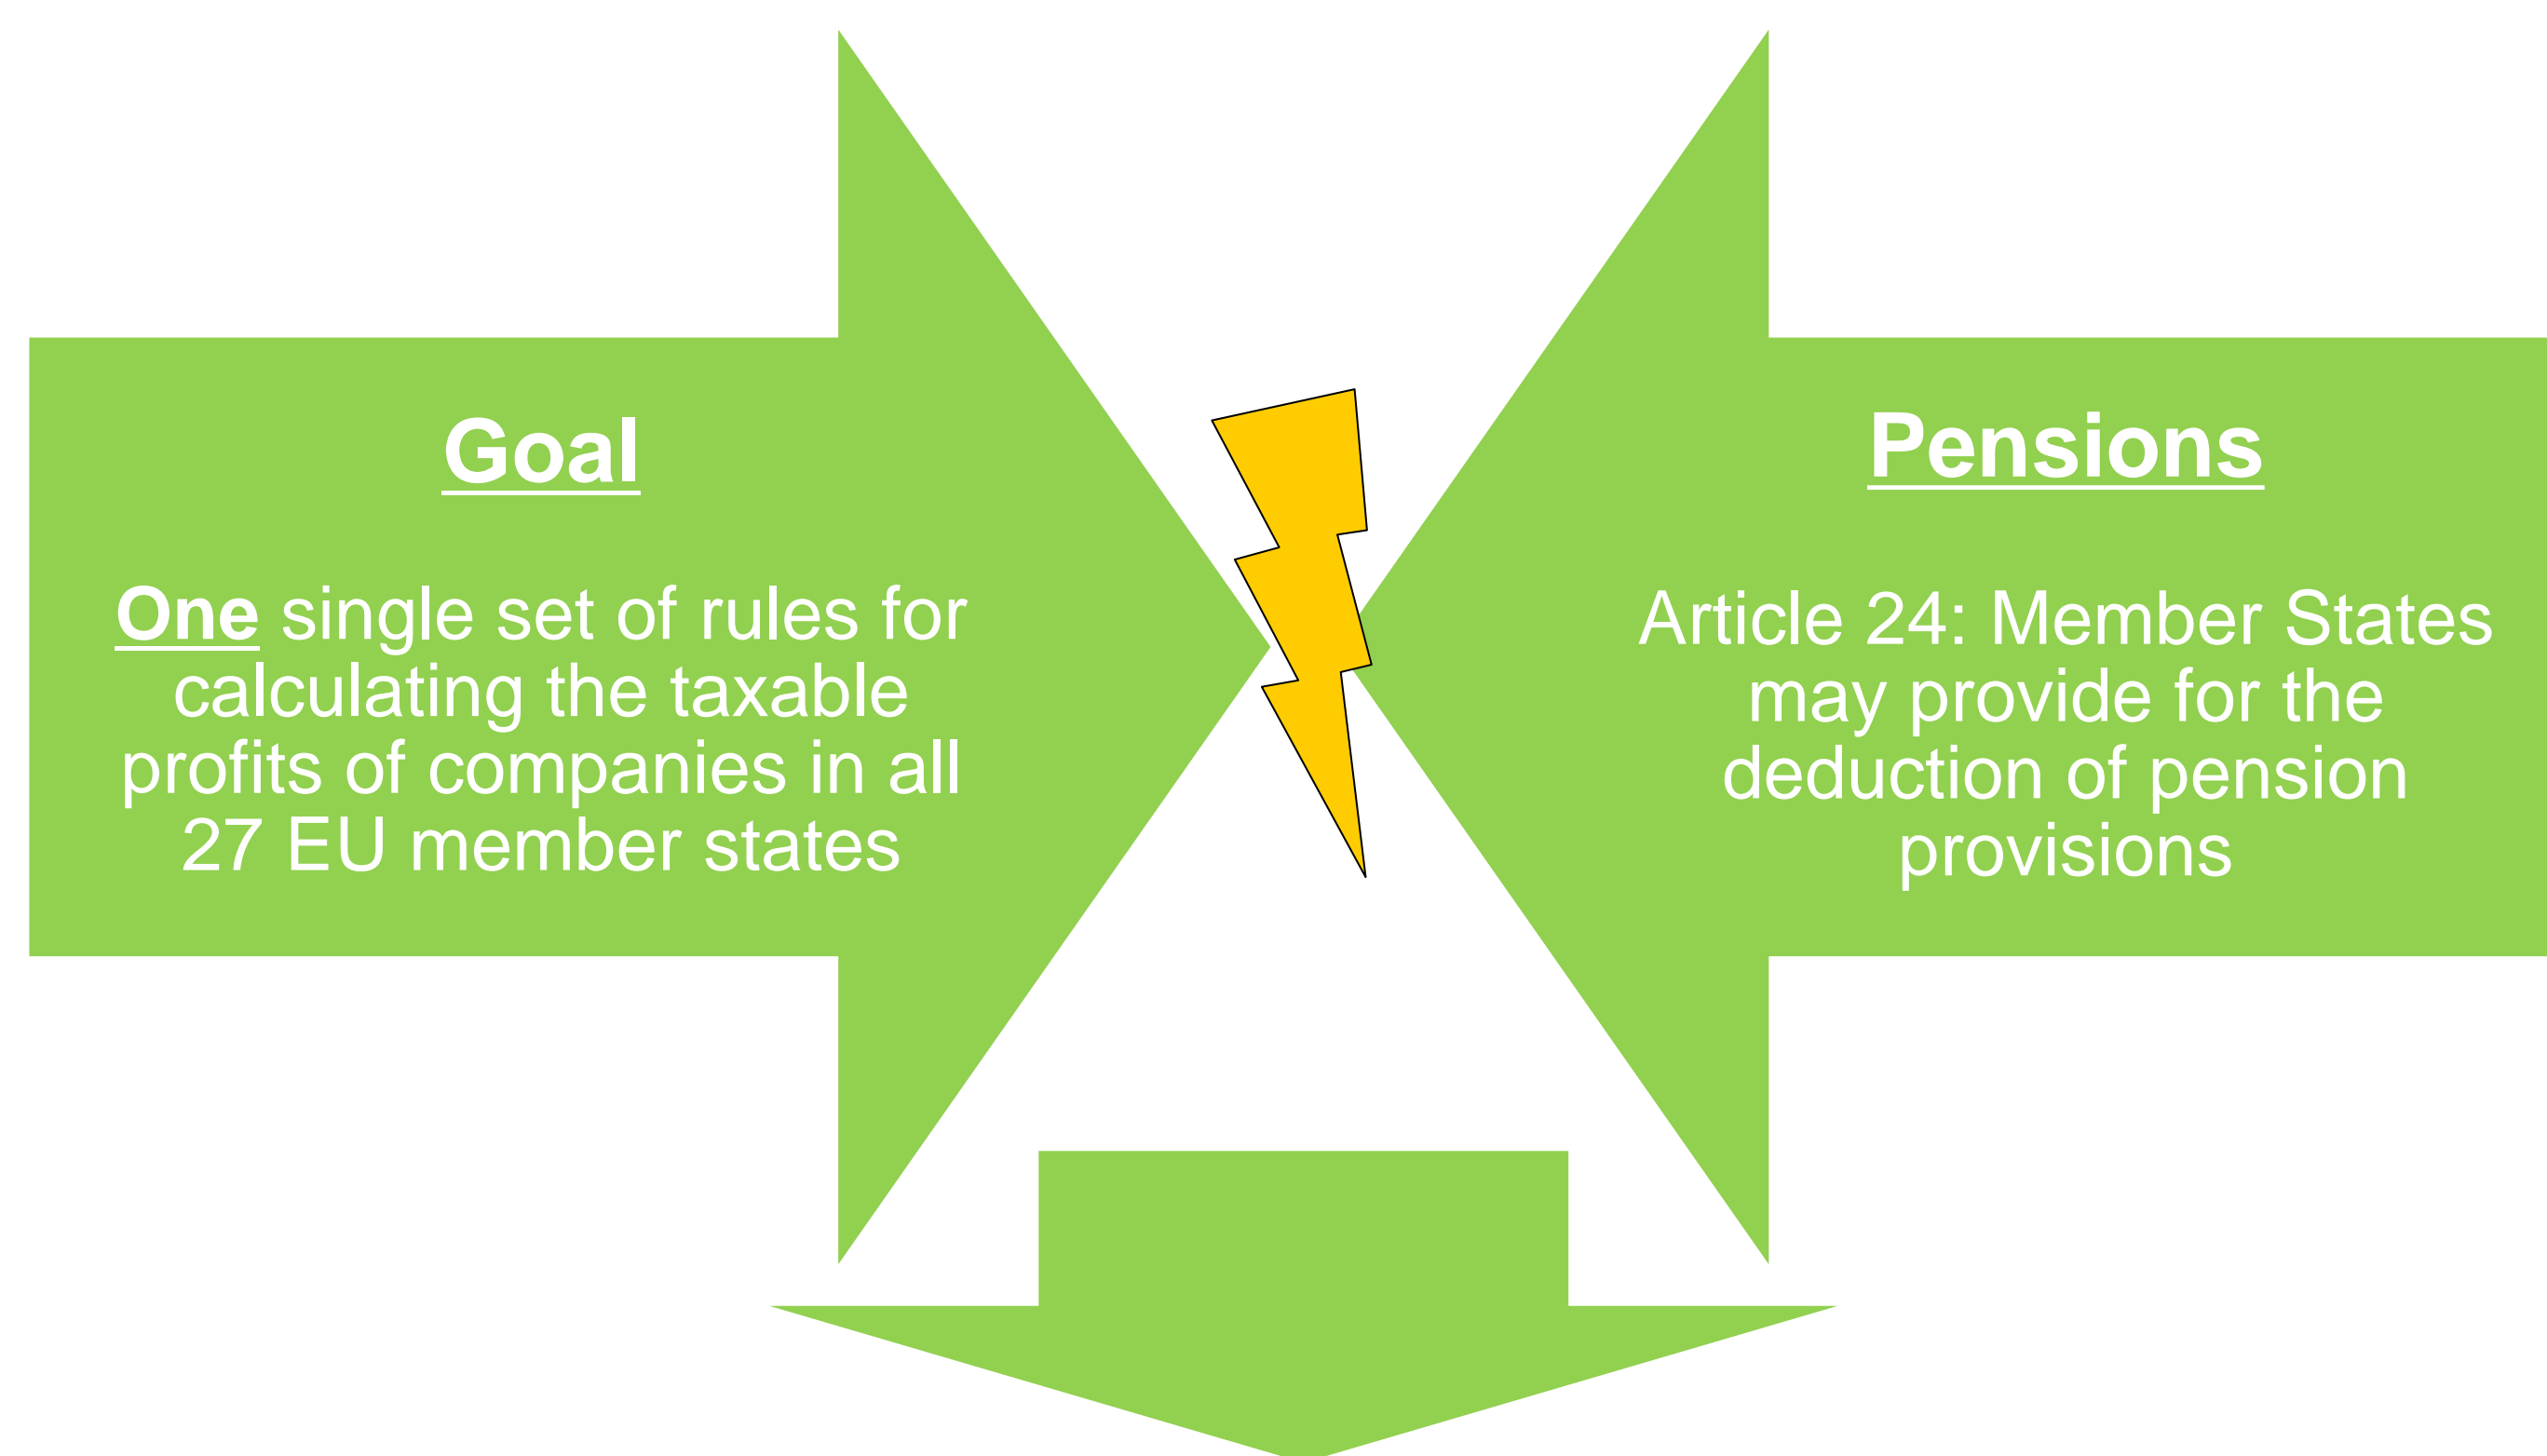 Goal
One single set of rules for
calculating the taxable
profits of companies in all
27 EU member states
Pensions
Article 24: Member States
may provide for the
deduction of pension
provisions